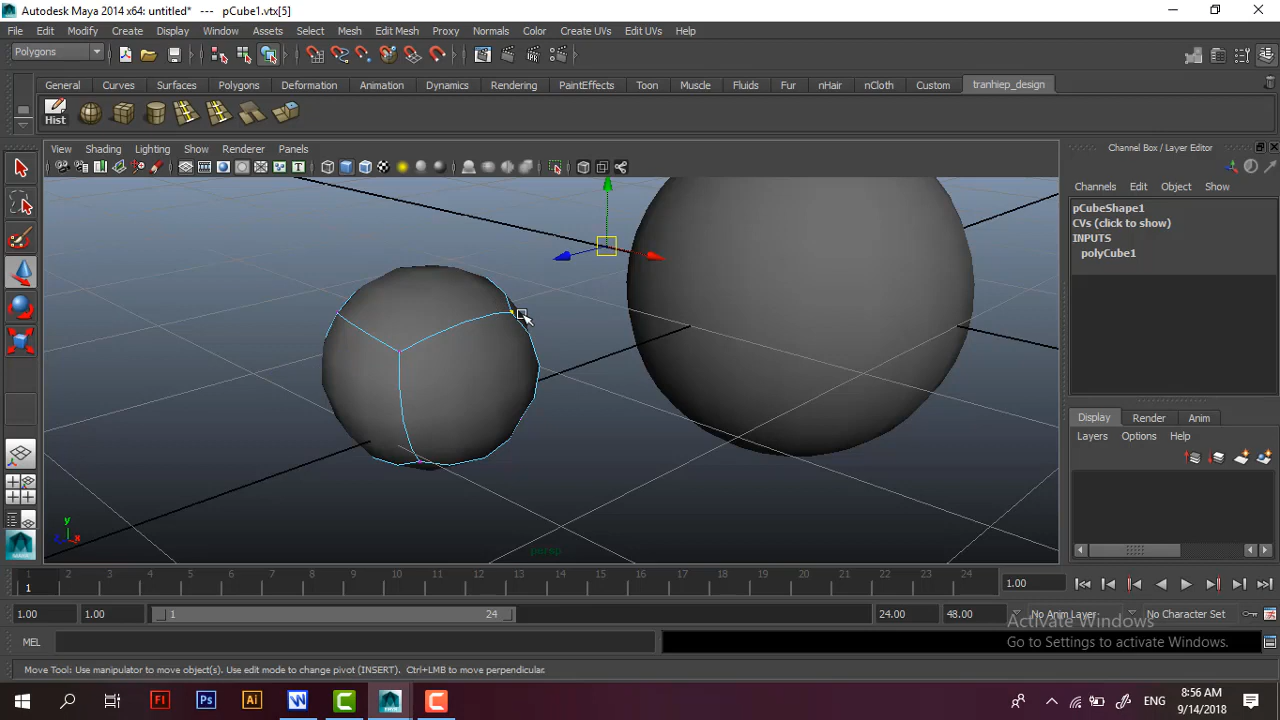 Autodesk Maya 2014 x64: untitled* --- pCube1.vtx[5]
File Edit Modify Create Display Window Assets Select Mesh Edit Mesh Proxy Normals Color Create UVs Edit UVs Help
Polygons
General Curves Surfaces Polygons Deformation Animation Dynamics Rendering PaintEffects Toon Muscle Fluids Fur nHair nCloth Custom tranhiep_design
Hist
View Shading Lighting Show Renderer Panels
Channel Box / Layer Editor
Channels Edit Object Show
pCubeShape1
CVs (click to show)
INPUTS
polyCube1
persp
y
x
Display Render Anim
Layers Options Help
1 2 3 4 5 6 7 8 9 10 11 12 13 14 15 16 17 18 19 20 21 22 23 24
1
1.00
1.00 1.00 1 24 24.00 48.00 No Anim Layer No Character Set
MEL
Activate Windows
Go to Settings to activate Windows.
Move Tool: Use manipulator to move object(s). Use edit mode to change pivot (INSERT). Ctrl+LMB to move perpendicular.
Fl Ps Ai W C C
ENG
8:56 AM
9/14/2018